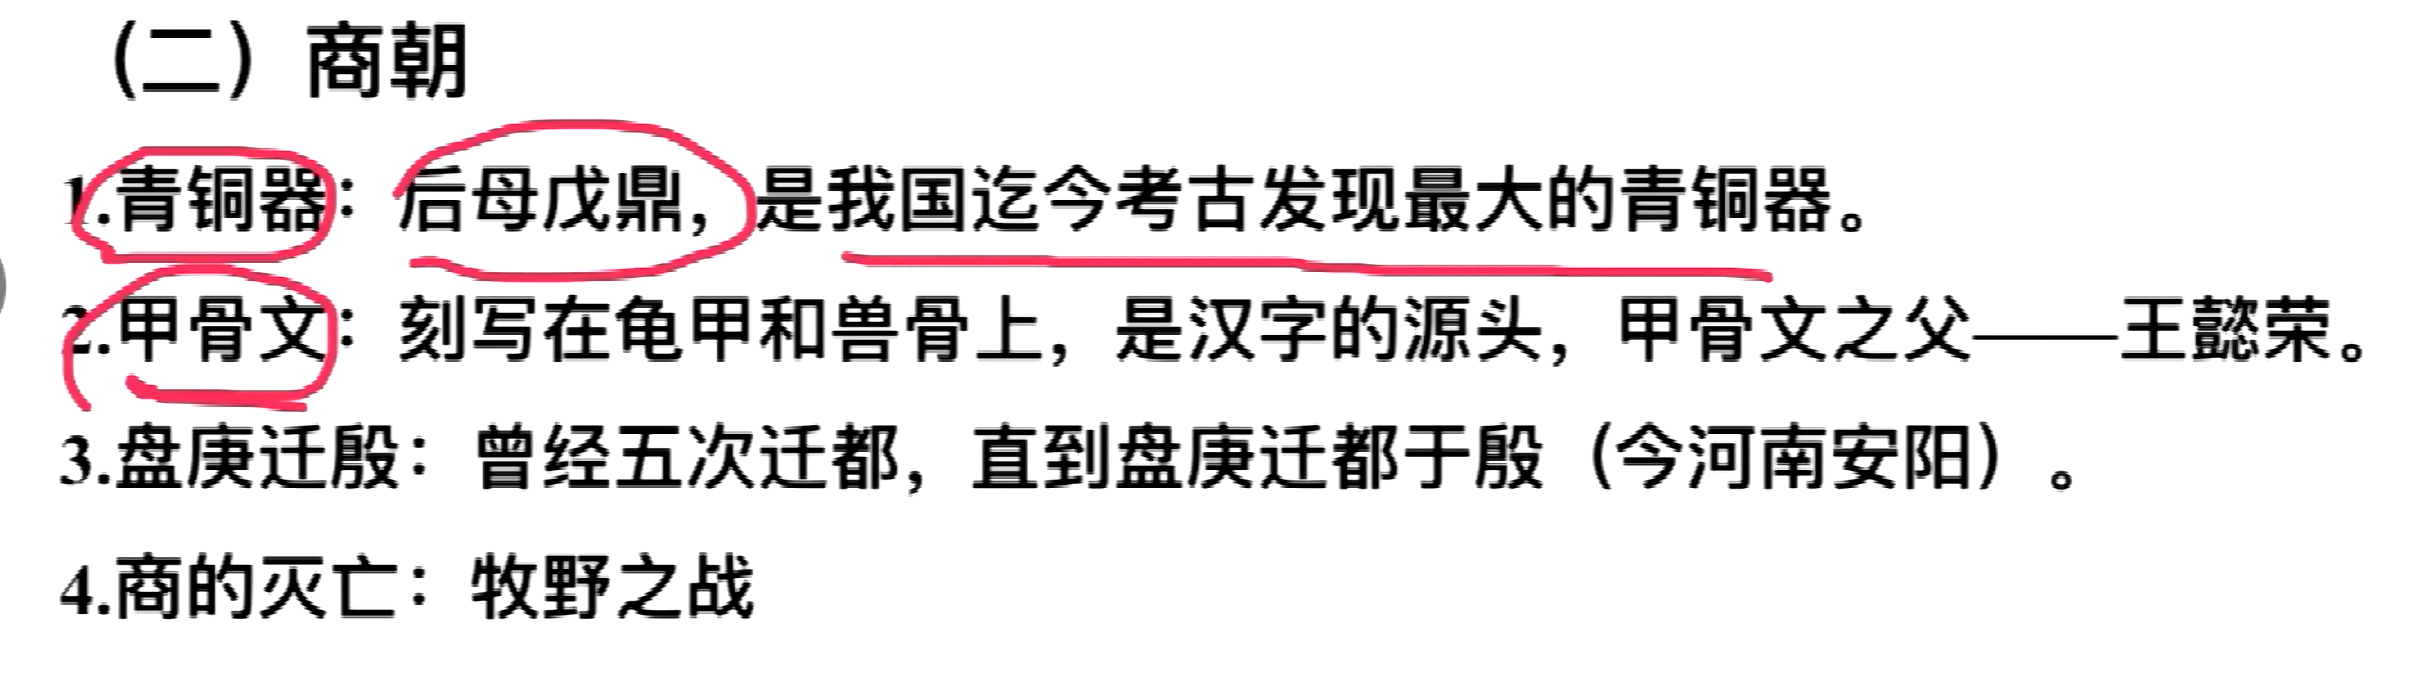 （二）商朝
1.青铜器：后母戊鼎，是我国迄今考古发现最大的青铜器。
2.甲骨文：刻写在龟甲和兽骨上，是汉字的源头，甲骨文之父——王懿荣。
3.盘庚迁殷：曾经五次迁都，直到盘庚迁都于殷（今河南安阳）。
4.商的灭亡：牧野之战